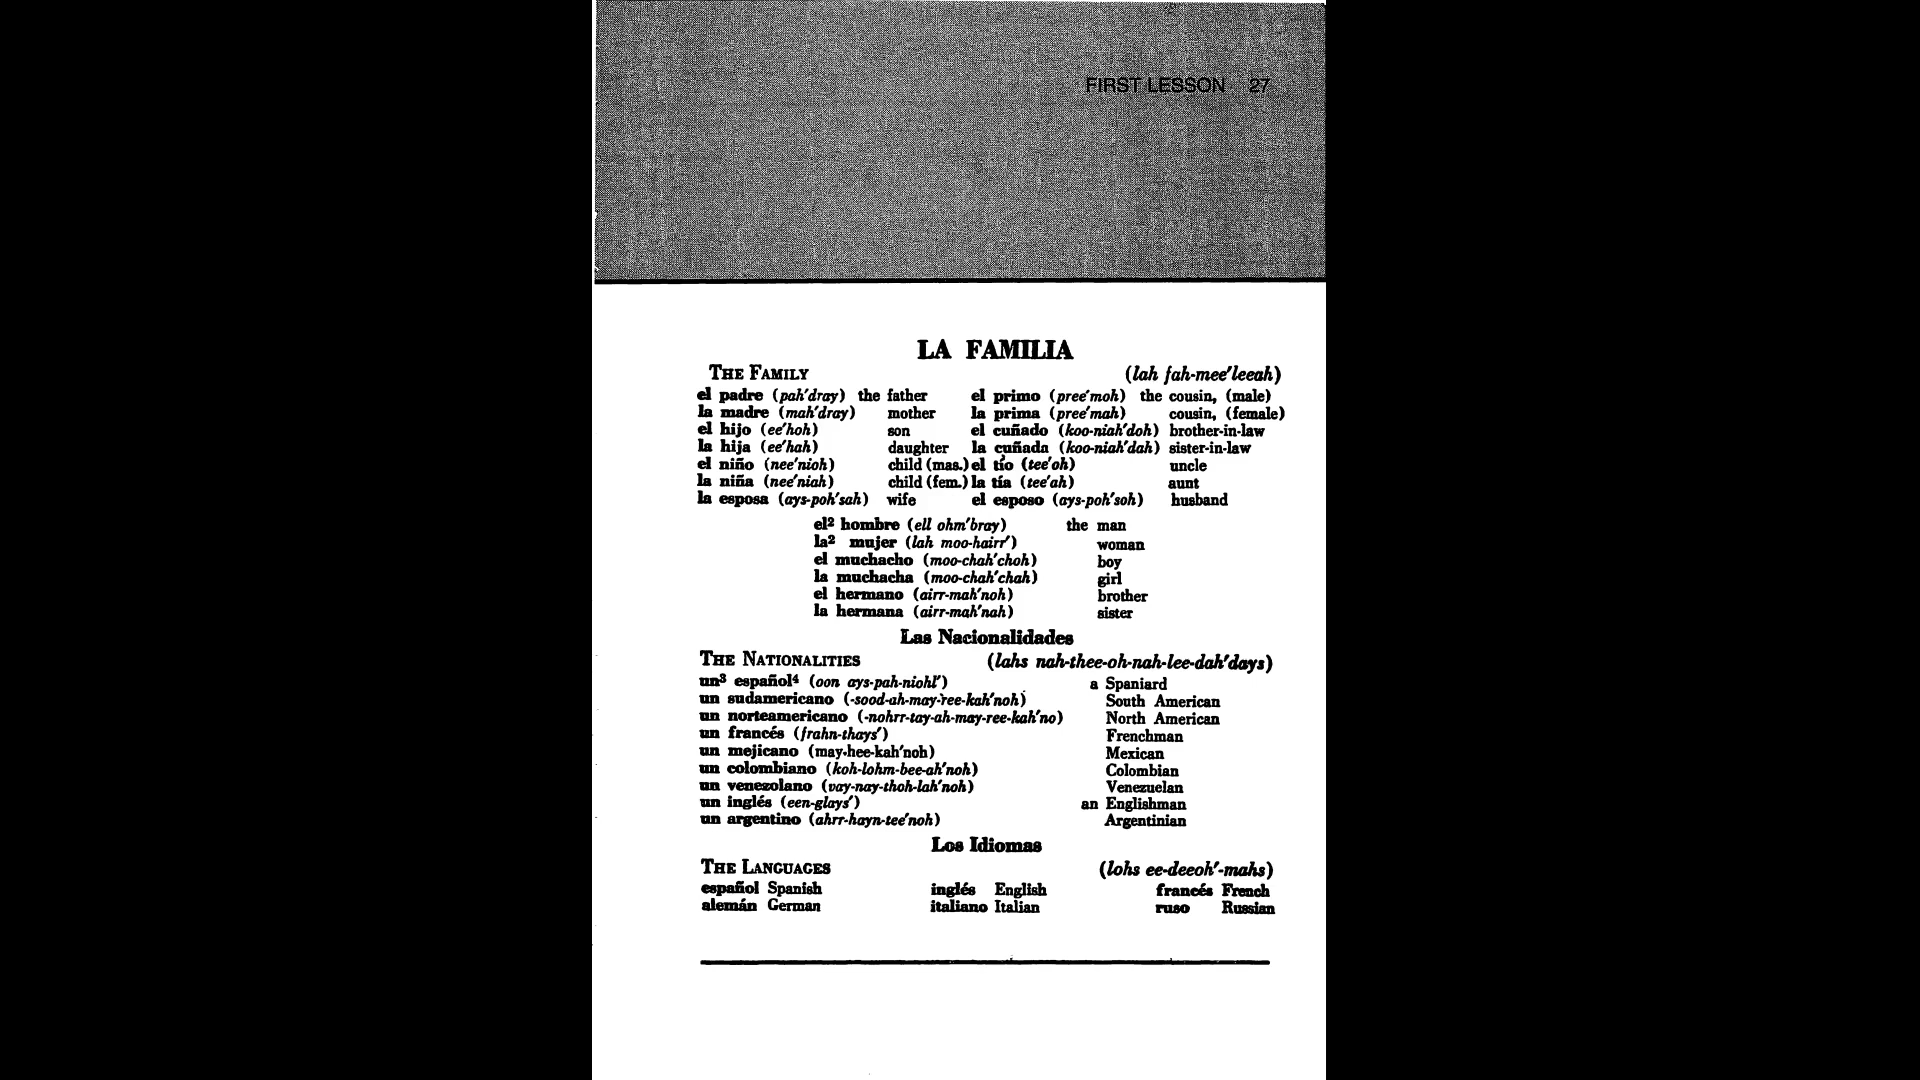 FIRST LESSON 27
LA FAMILIA
THE FAMILY (lah fah-mee'leeah)
el padre (pah'dray) the father el primo (pree'moh) the cousin, (male)
la madre (mah'dray) mother la prima (pree'mah) cousin, (female)
el hijo (ee'hoh) son el cuñado (koo-niah'doh) brother-in-law
la hija (ee'hah) daughter la cuñada (koo-niah'dah) sister-in-law
el niño (nee'nioh) child (mas.) el tío (tee'oh) uncle
la niña (nee'niah) child (fem.) la tía (tee'ah) aunt
la esposa (ays-poh'sah) wife el esposo (ays-poh'soh) husband
el² hombre (ell ohm'bray) the man
la² mujer (lah moo-hairr') woman
el muchacho (moo-chah'choh) boy
la muchacha (moo-chah'chah) girl
el hermano (airr-mah'noh) brother
la hermana (airr-mah'nah) sister
Las Nacionalidades
THE NATIONALITIES (lahs nah-thee-oh-nah-lee-dah'days)
un³ español⁴ (oon ays-pah-niohl') a Spaniard
un sudamericano (-sood-ah-may-ree-kah'noh) South American
un norteamericano (-nohrr-tay-ah-may-ree-kah'no) North American
un francés (frahn-thays') Frenchman
un mejicano (may-hee-kah'noh) Mexican
un colombiano (koh-lohm-bee-ah'noh) Colombian
un venezolano (vay-nay-thoh-lah'noh) Venezuelan
un inglés (een-glays') an Englishman
un argentino (ahrr-hayn-tee'noh) Argentinian
Los Idiomas
THE LANGUAGES (lohs ee-deeoh'-mahs)
español Spanish inglés English francés French
alemán German italiano Italian ruso Russian